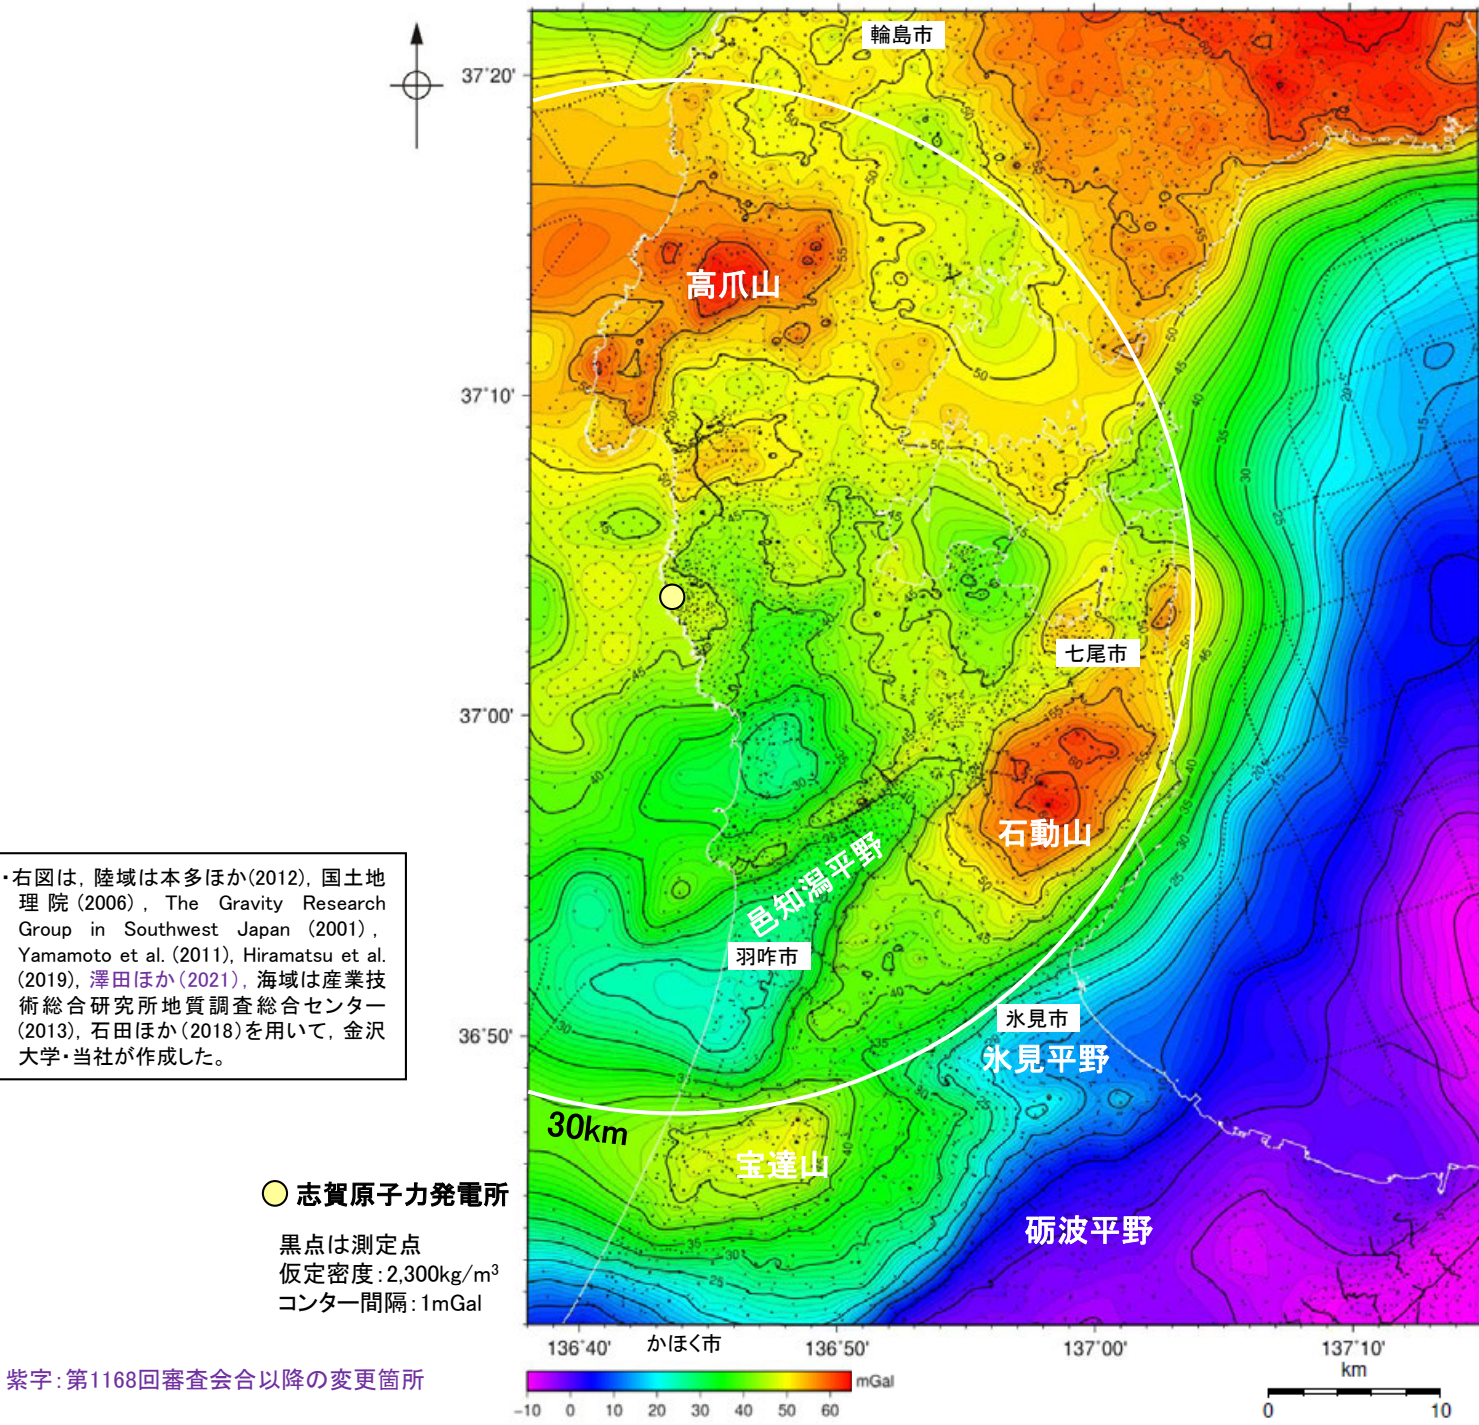 輪島市
37°20'
高爪山
37°10'
七尾市
37°00'
石動山
邑知潟平野
羽咋市
氷見市
36°50'
氷見平野
30km
宝達山
砺波平野
・右図は, 陸域は本多ほか(2012), 国土地
理院(2006), The Gravity Research
Group in Southwest Japan (2001),
Yamamoto et al. (2011), Hiramatsu et al.
(2019), 澤田ほか(2021), 海域は産業技
術総合研究所地質調査総合センター
(2013), 石田ほか(2018)を用いて, 金沢
大学・当社が作成した。
志賀原子力発電所
黒点は測定点
仮定密度:2,300kg/m³
コンター間隔:1mGal
136°40' かほく市 136°50' 137°00' 137°10'
紫字:第1168回審査会合以降の変更箇所
mGal
-10 0 10 20 30 40 50 60
km
0 10